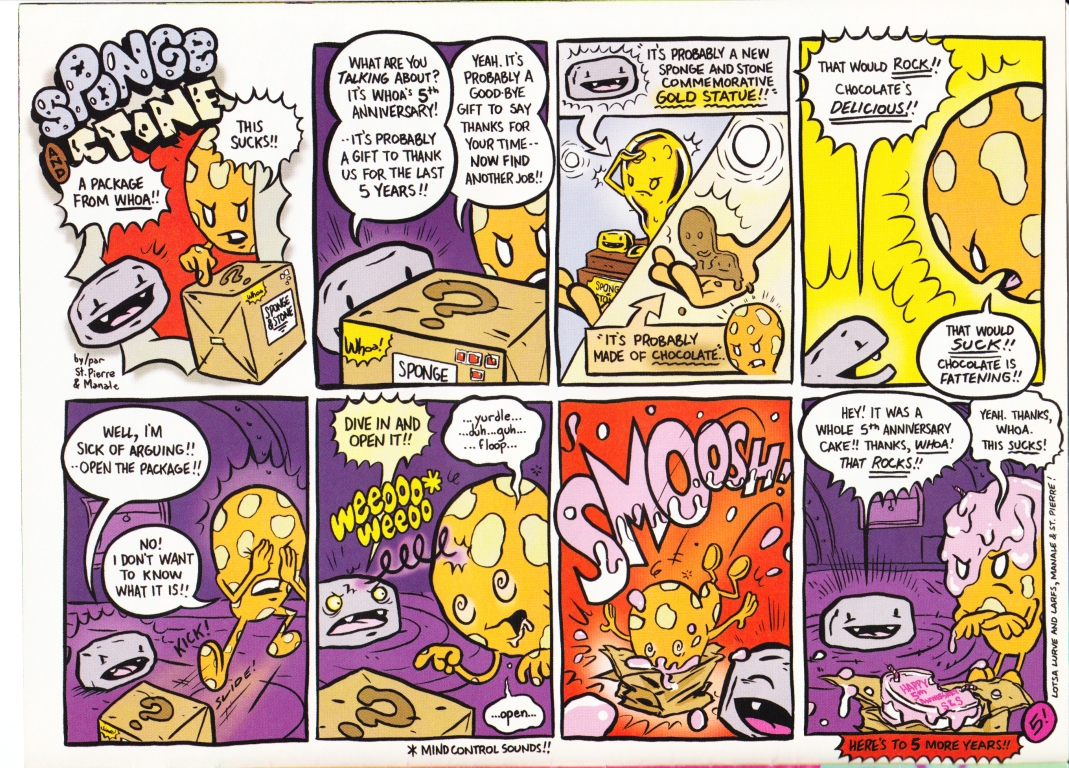 SPONGE
AND
STONE
THIS
SUCKS!!
A PACKAGE
FROM WHOA!!
?
Whoa!
SPONGE
& STONE
by/par
St. Pierre
& Manale
WHAT ARE YOU
TALKING ABOUT?
IT'S WHOA'S 5th
ANNIVERSARY!
--IT'S PROBABLY
A GIFT TO THANK
US FOR THE LAST
5 YEARS!!
YEAH. IT'S
PROBABLY A
GOOD-BYE
GIFT TO SAY
THANKS FOR
YOUR TIME--
NOW FIND
ANOTHER JOB!!
?
Whoa!
SPONGE
IT'S PROBABLY A NEW
SPONGE AND STONE
COMMEMORATIVE
GOLD STATUE!!
SPONGE
"IT'S PROBABLY
MADE OF CHOCOLATE..
THAT WOULD ROCK!!
CHOCOLATE'S
DELICIOUS!!
THAT WOULD
SUCK!!
CHOCOLATE IS
FATTENING!!
WELL, I'M
SICK OF ARGUING!!
--OPEN THE PACKAGE!!
NO!
I DON'T WANT
TO KNOW
WHAT IT IS!!
KICK!
SLIDE!
?
Whoa!
DIVE IN AND
OPEN IT!!
...yurdle...
...duh...guh...
...floop...
WEEOOO*
WEEOO
?
...open...
* MIND CONTROL SOUNDS!!
SMOOSH!
HEY! IT WAS A
WHOLE 5th ANNIVERSARY
CAKE!! THANKS, WHOA!
THAT ROCKS!!
YEAH. THANKS,
WHOA.
THIS SUCKS!
HAPPY
5th
S&S
5!
HERE'S TO 5 MORE YEARS!!
LOTSA LURVE AND LARFS, MANALE & ST. PIERRE!